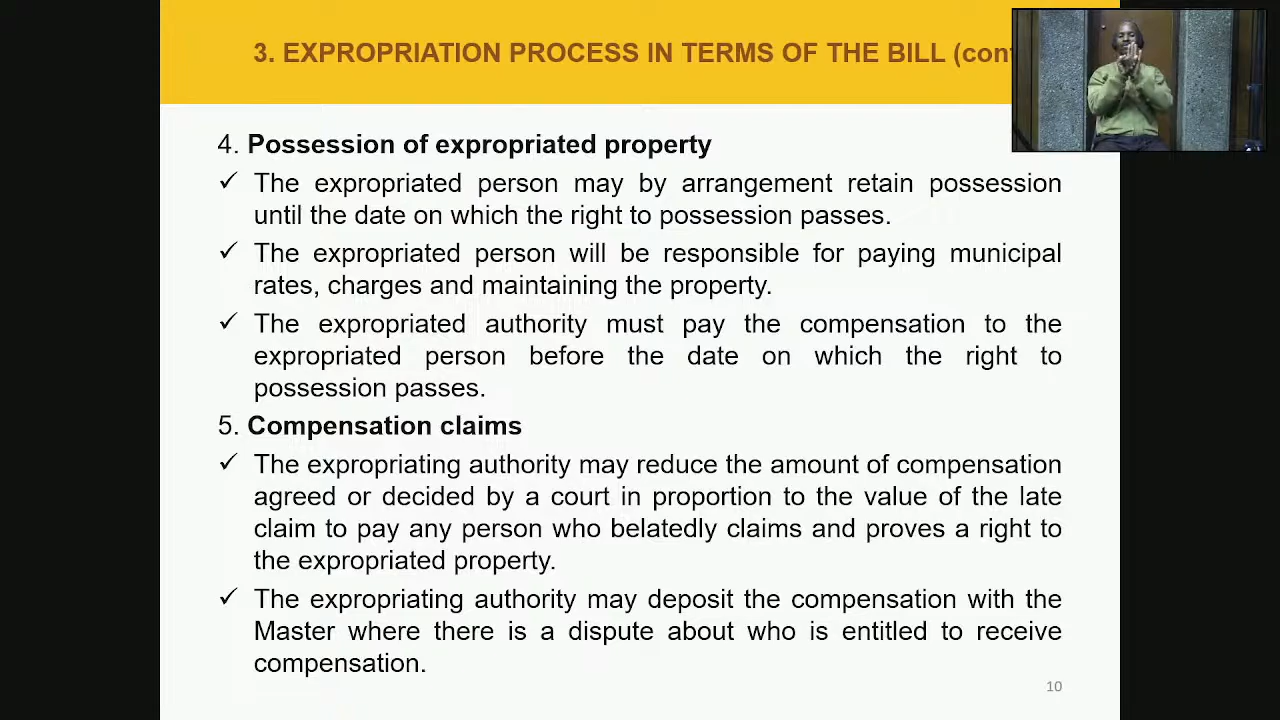 3. EXPROPRIATION PROCESS IN TERMS OF THE BILL (con
4. Possession of expropriated property
✓ The expropriated person may by arrangement retain possession
until the date on which the right to possession passes.
✓ The expropriated person will be responsible for paying municipal
rates, charges and maintaining the property.
✓ The expropriated authority must pay the compensation to the
expropriated person before the date on which the right to
possession passes.
5. Compensation claims
✓ The expropriating authority may reduce the amount of compensation
agreed or decided by a court in proportion to the value of the late
claim to pay any person who belatedly claims and proves a right to
the expropriated property.
✓ The expropriating authority may deposit the compensation with the
Master where there is a dispute about who is entitled to receive
compensation.
10